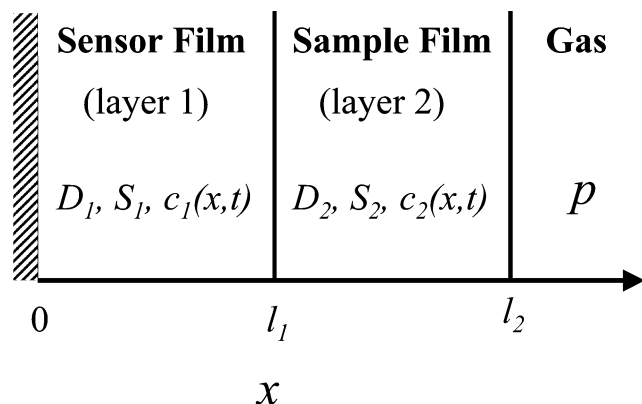 Sensor Film Sample Film Gas
(layer 1) (layer 2)
D₁, S₁, c₁(x,t) D₂, S₂, c₂(x,t) p
0 l₁ l₂
x